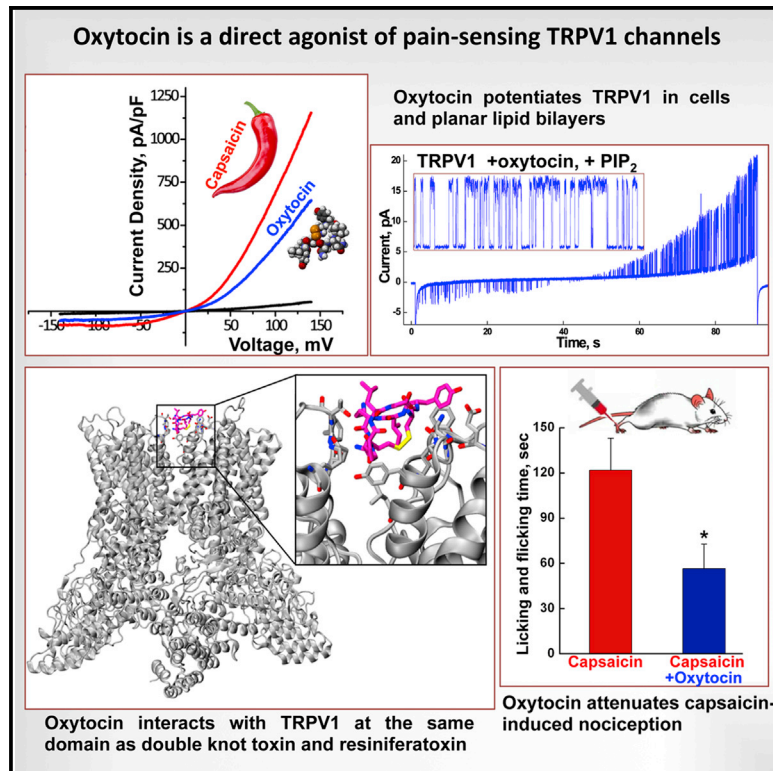 Oxytocin is a direct agonist of pain-sensing TRPV1 channels
Current Density, pA/pF
1250
1000
750
500
250
Capsaicin
Oxytocin
-150
-100
-50
0
50
100
150
Voltage, mV
Oxytocin potentiates TRPV1 in cells
and planar lipid bilayers
TRPV1 +oxytocin, + PIP2
Current, pA
20
15
10
5
0
-5
0
20
40
60
80
Time, s
Oxytocin interacts with TRPV1 at the same
domain as double knot toxin and resiniferatoxin
Licking and flicking time, sec
150
120
90
60
30
0
*
Capsaicin
Capsaicin
+Oxytocin
Oxytocin attenuates capsaicin-
induced nociception